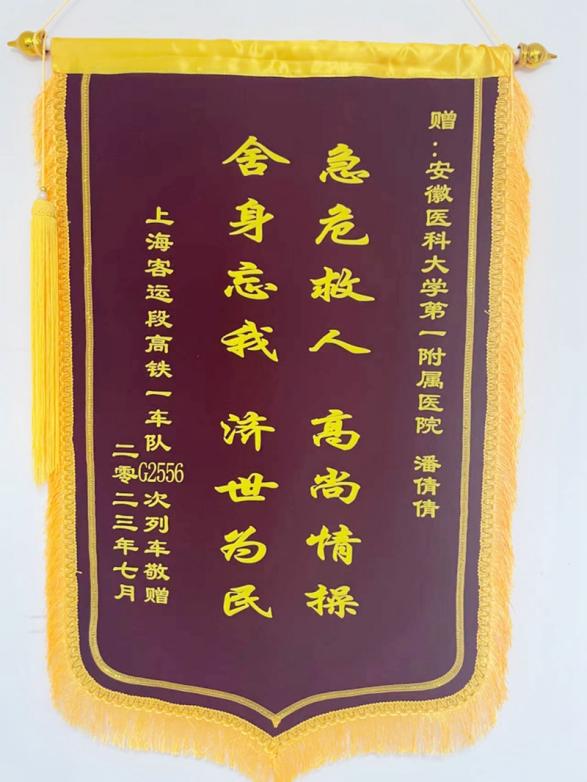 赠：安徽医科大学第一附属医院 潘倩倩
急危救人 高尚情操
舍身忘我 济世为民
上海客运段高铁一车队G2556次列车敬赠
二零二三年七月